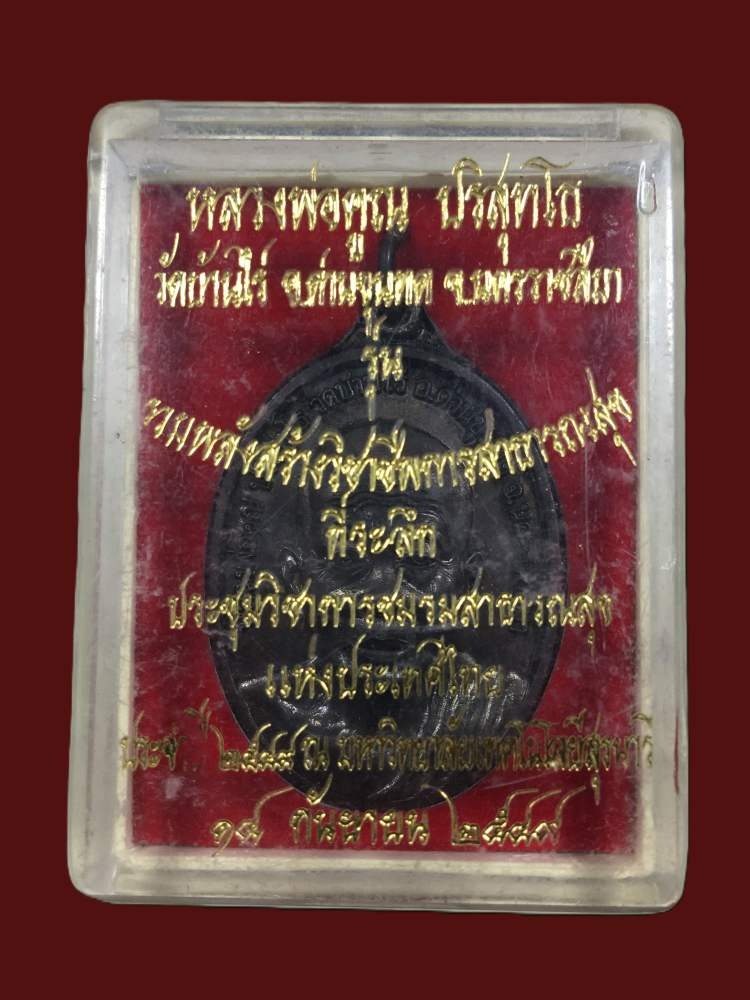 หลวงพ่อคูณ ปริสุทโธ
วัดบ้านไร่ อ.ด่านขุนทด จ.นครราชสีมา
รุ่น
รวมพลังสร้างวิชาชีพการสาธารณสุข
ที่ระลึก
ประชุมวิชาการชมรมสาธารณสุข
แห่งประเทศไทย
ประจำปี ๒๕๔๙ ณ มหาวิทยาลัยเทคโนโลยีสุรนารี
กันยายน ๒๕๔๙